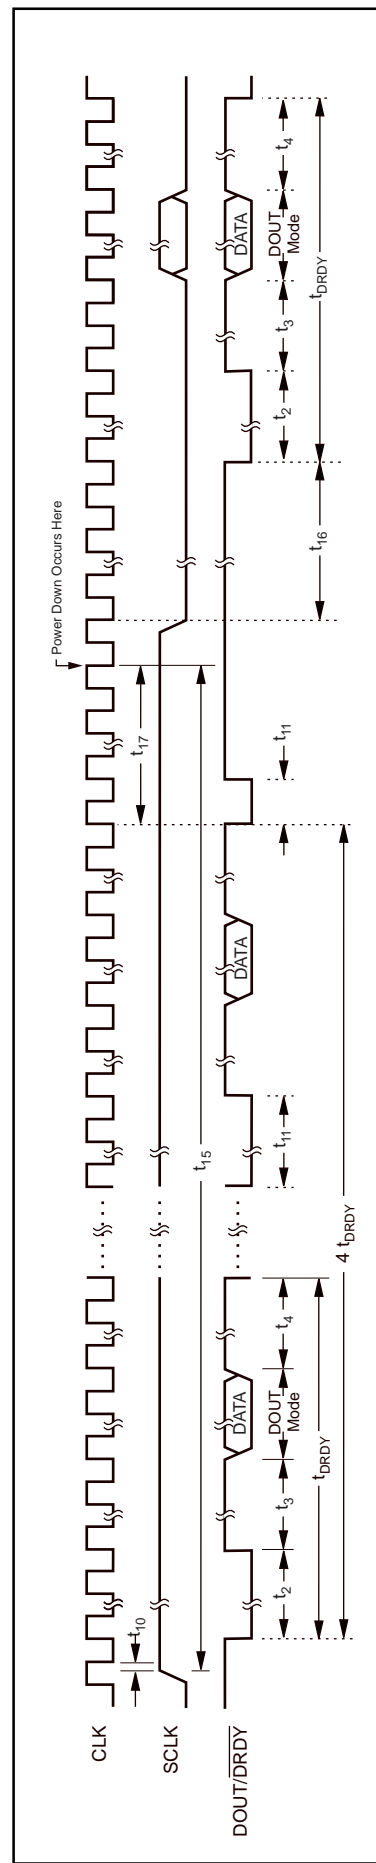 Power Down Occurs Here
CLK
t10
t17
SCLK
t15
DOUT/DRDY
DATA
DATA
DATA
t11
t11
t2
t3
DOUT
Mode
t4
t16
t2
t3
DOUT
Mode
t4
tDRDY
4 tDRDY
tDRDY